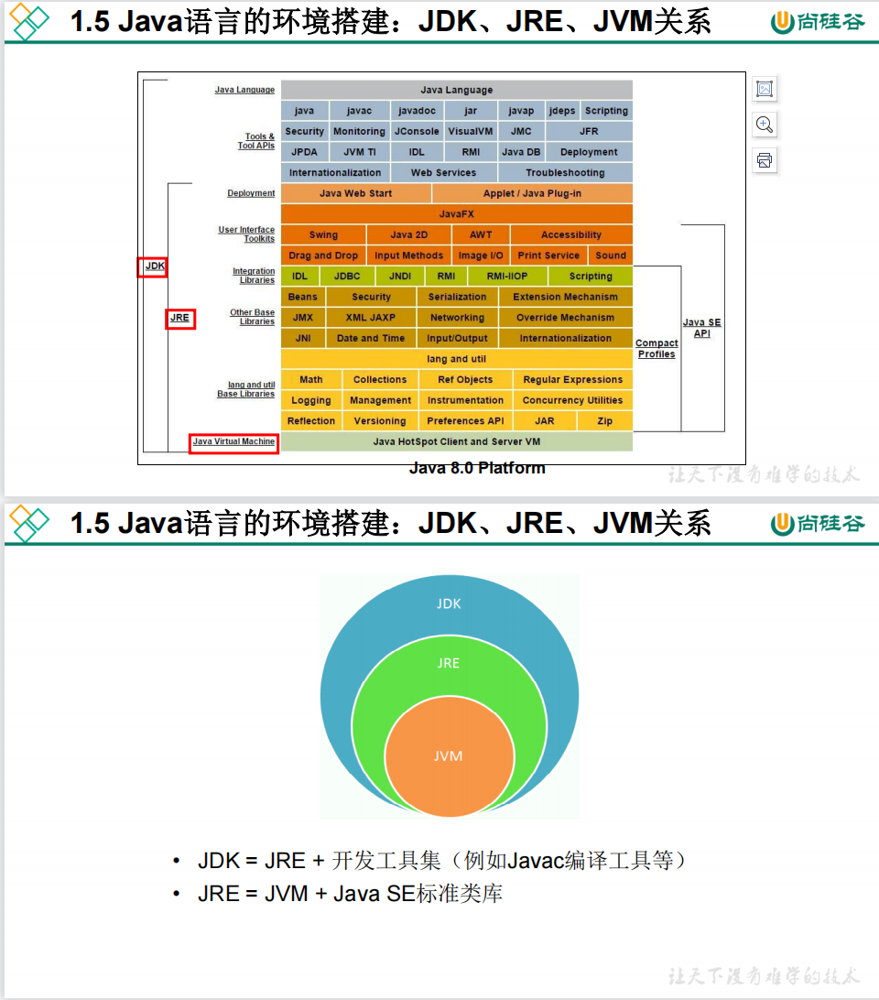 1.5 Java语言的环境搭建：JDK、JRE、JVM关系
尚硅谷
Java Language
Java Language
java javac javadoc jar javap jdeps Scripting
Tools &
Tool APIs
Security Monitoring JConsole VisualVM JMC JFR
JPDA JVM TI IDL RMI Java DB Deployment
Internationalization Web Services Troubleshooting
Deployment
Java Web Start Applet / Java Plug-in
JavaFX
User Interface
Toolkits
Swing Java 2D AWT Accessibility
Drag and Drop Input Methods Image I/O Print Service Sound
JDK
Integration
Libraries
IDL JDBC JNDI RMI RMI-IIOP Scripting
JRE
Other Base
Libraries
Beans Security Serialization Extension Mechanism
JMX XML JAXP Networking Override Mechanism
JNI Date and Time Input/Output Internationalization
Java SE
API
Compact
Profiles
lang and util
lang and util
Base Libraries
Math Collections Ref Objects Regular Expressions
Logging Management Instrumentation Concurrency Utilities
Reflection Versioning Preferences API JAR Zip
Java Virtual Machine
Java HotSpot Client and Server VM
Java 8.0 Platform
让天下没有难学的技术
1.5 Java语言的环境搭建：JDK、JRE、JVM关系
尚硅谷
JDK
JRE
JVM
• JDK = JRE + 开发工具集（例如Javac编译工具等）
• JRE = JVM + Java SE标准类库
让天下没有难学的技术